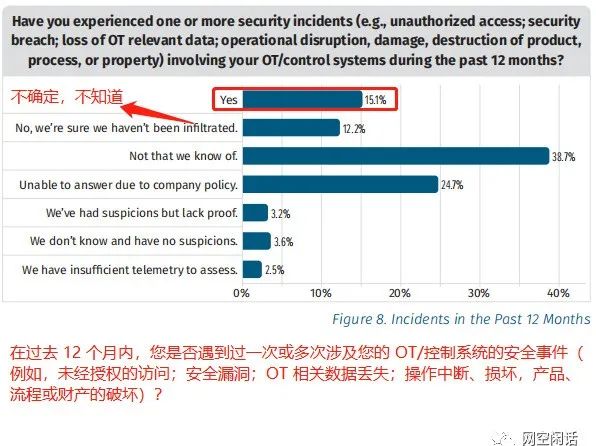 Have you experienced one or more security incidents (e.g., unauthorized access; security
breach; loss of OT relevant data; operational disruption, damage, destruction of product,
process, or property) involving your OT/control systems during the past 12 months?
不确定，不知道
Yes 15.1%
No, we’re sure we haven’t been infiltrated. 12.2%
Not that we know of. 38.7%
Unable to answer due to company policy. 24.7%
We’ve had suspicions but lack proof. 3.2%
We don’t know and have no suspicions. 3.6%
We have insufficient telemetry to assess. 2.5%
0% 10% 20% 30% 40%
Figure 8. Incidents in the Past 12 Months
在过去 12 个月内，您是否遇到过一次或多次涉及您的 OT/控制系统的安全事件（
例如，未经授权的访问；安全漏洞；OT 相关数据丢失；操作中断、损坏，产品、
流程或财产的破坏）？
网空闲话